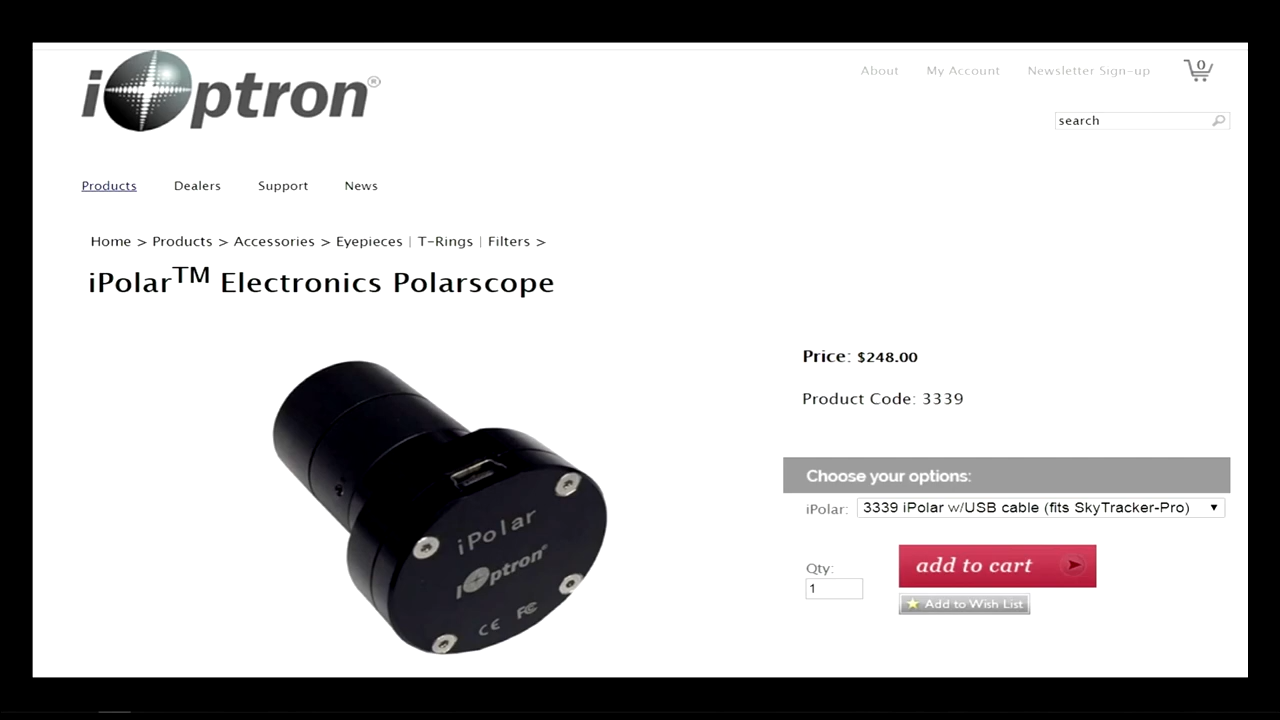 iOptron®
About My Account Newsletter Sign-up 0
search
Products Dealers Support News
Home > Products > Accessories > Eyepieces | T-Rings | Filters >
iPolar™ Electronics Polarscope
Price: $248.00
Product Code: 3339
Choose your options:
iPolar: 3339 iPolar w/USB cable (fits SkyTracker-Pro)
Qty:
1
add to cart
Add to Wish List
iPolar
iOptron®
CE FC